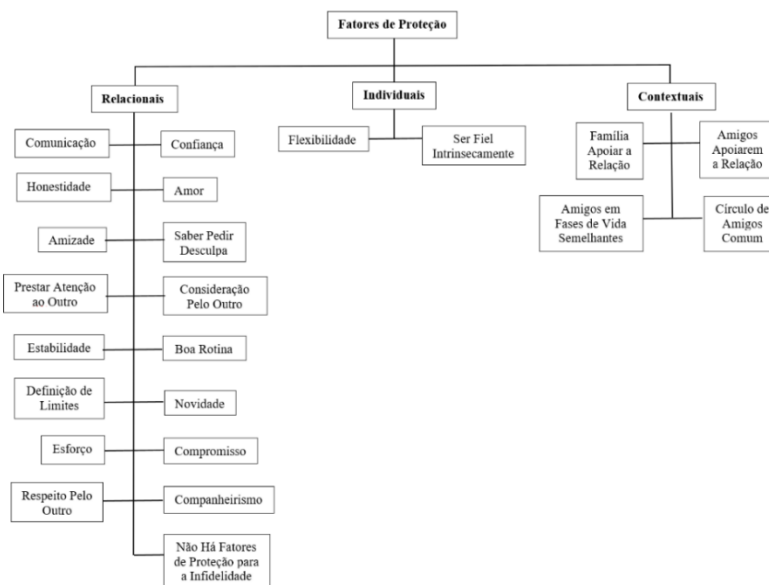 Fatores de Proteção
Relacionais
Individuais
Contextuais
Comunicação
Confiança
Honestidade
Amor
Amizade
Saber Pedir
Desculpa
Prestar Atenção
ao Outro
Consideração
Pelo Outro
Estabilidade
Boa Rotina
Definição de
Limites
Novidade
Esforço
Compromisso
Respeito Pelo
Outro
Companheirismo
Não Há Fatores
de Proteção para
a Infidelidade
Flexibilidade
Ser Fiel
Intrinsecamente
Família
Apoiar a
Relação
Amigos
Apoiarem
a Relação
Amigos em
Fases de Vida
Semelhantes
Círculo de
Amigos
Comum